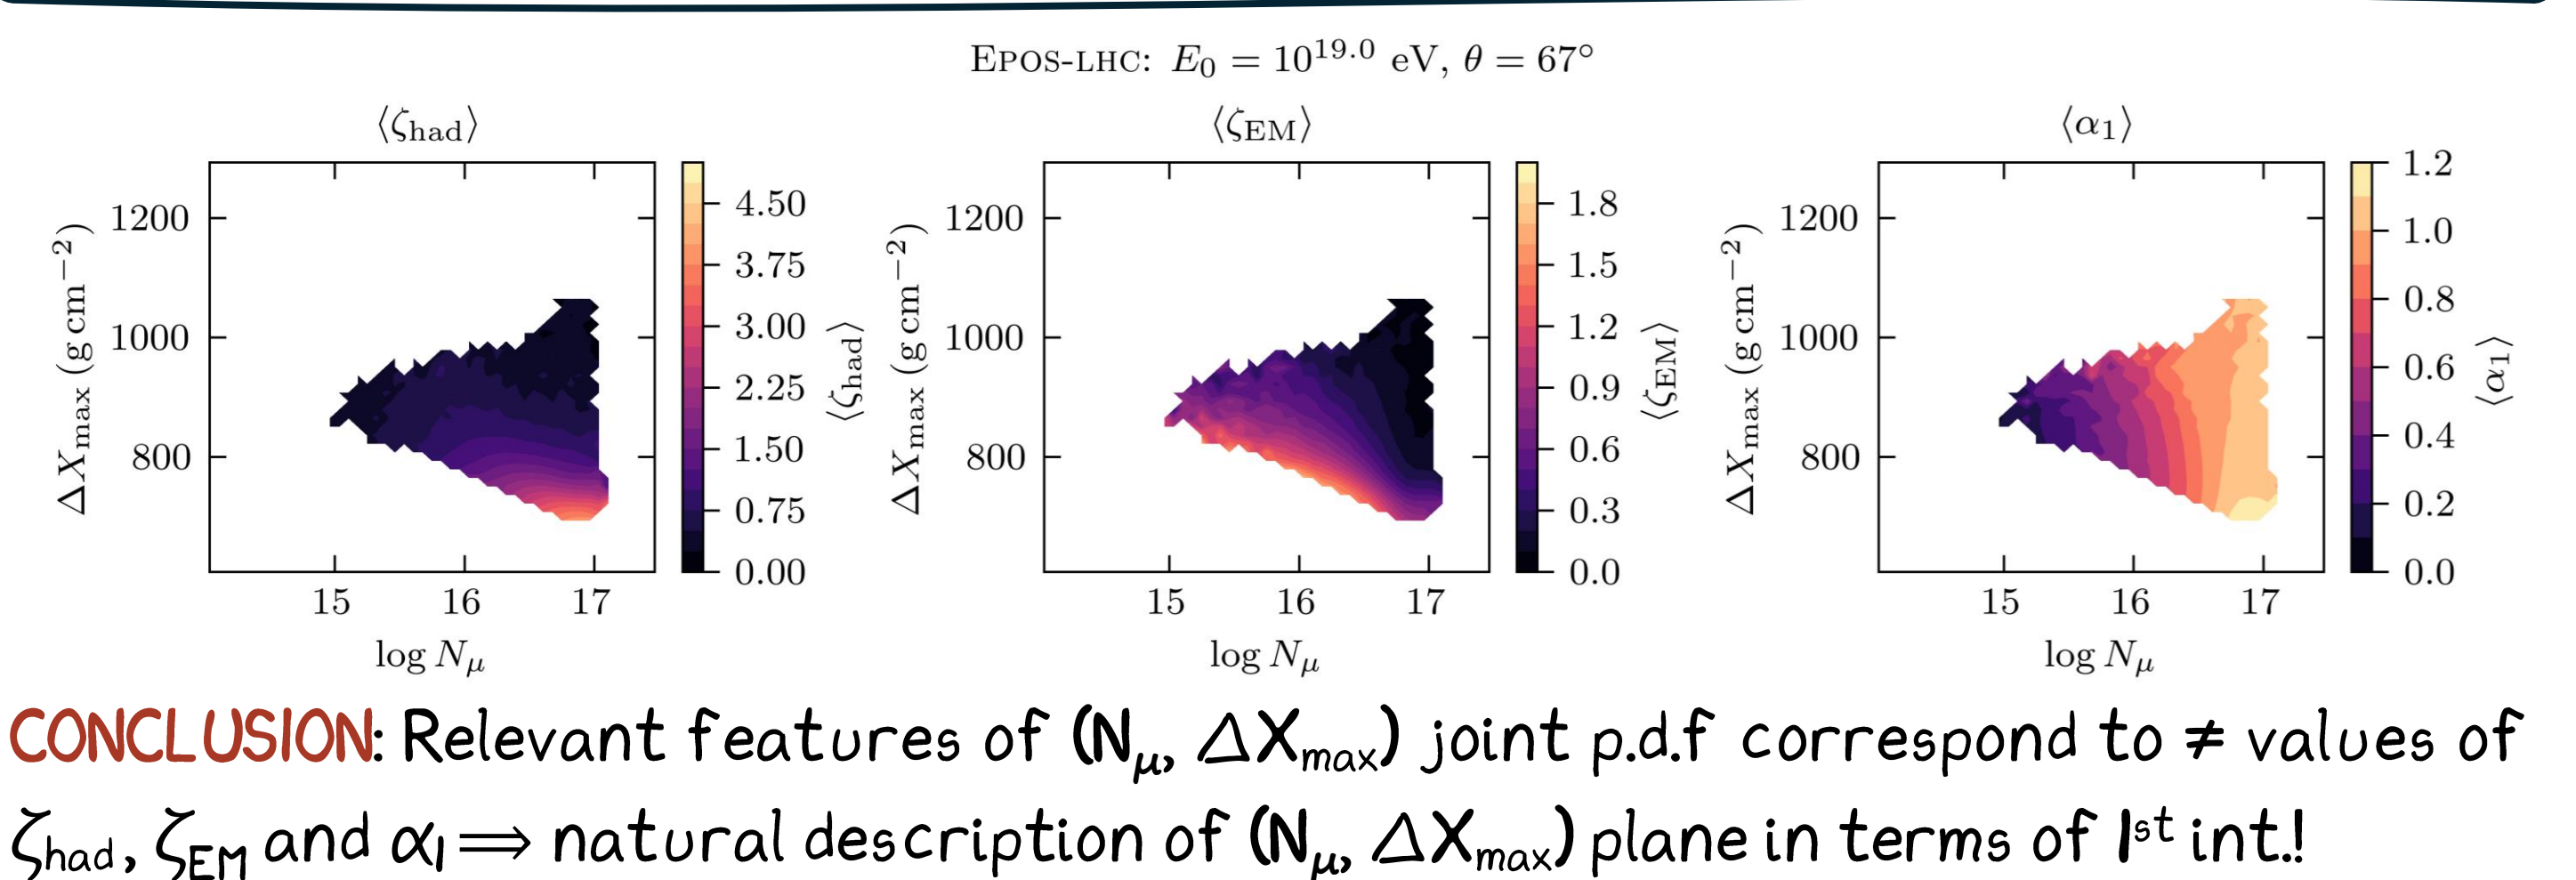 EPOS-LHC: E₀ = 10¹⁹·⁰ eV, θ = 67°
⟨ζhad⟩
1200
1000
800
ΔXmax (g cm⁻²)
15 16 17
log Nμ
4.50
3.75
3.00
2.25
1.50
0.75
0.00
⟨ζhad⟩
⟨ζEM⟩
1200
1000
800
ΔXmax (g cm⁻²)
15 16 17
log Nμ
1.8
1.5
1.2
0.9
0.6
0.3
0.0
⟨ζEM⟩
⟨α₁⟩
1200
1000
800
ΔXmax (g cm⁻²)
15 16 17
log Nμ
1.2
1.0
0.8
0.6
0.4
0.2
0.0
⟨α₁⟩
CONCLUSION: Relevant features of (Nμ, ΔXmax) joint p.d.f correspond to ≠ values of
ζhad, ζEM and α₁ ⟹ natural description of (Nμ, ΔXmax) plane in terms of 1st int.!